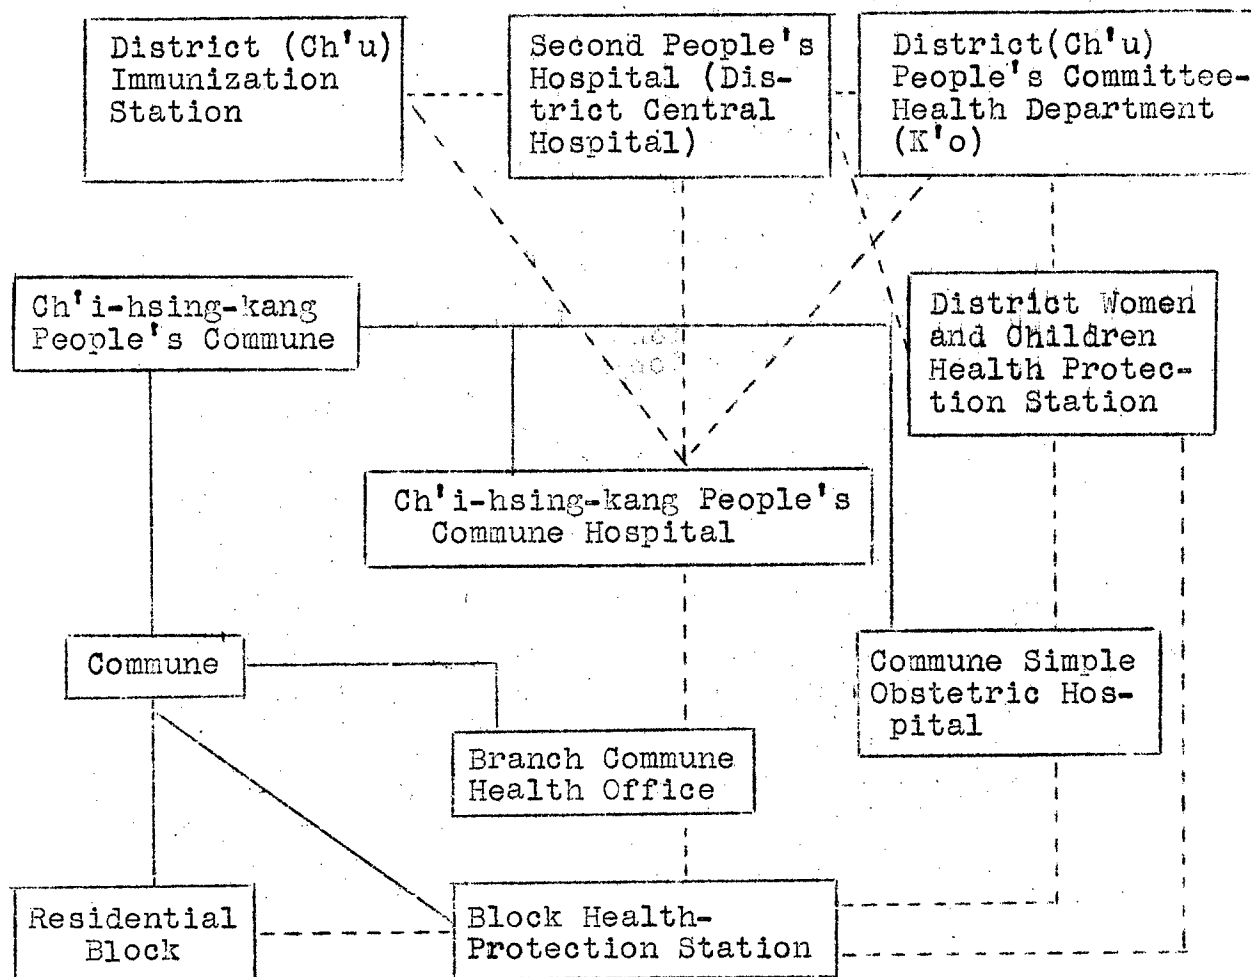 District (Ch'u)
Immunization
Station
Second People's
Hospital (Dis-
trict Central
Hospital)
District(Ch'u)
People's Committee-
Health Department
(K'o)
Ch'i-hsing-kang
People's Commune
District Women
and Children
Health Protec-
tion Station
Ch'i-hsing-kang People's
Commune Hospital
Commune
Commune Simple
Obstetric Hos-
pital
Branch Commune
Health Office
Residential
Block
Block Health-
Protection Station